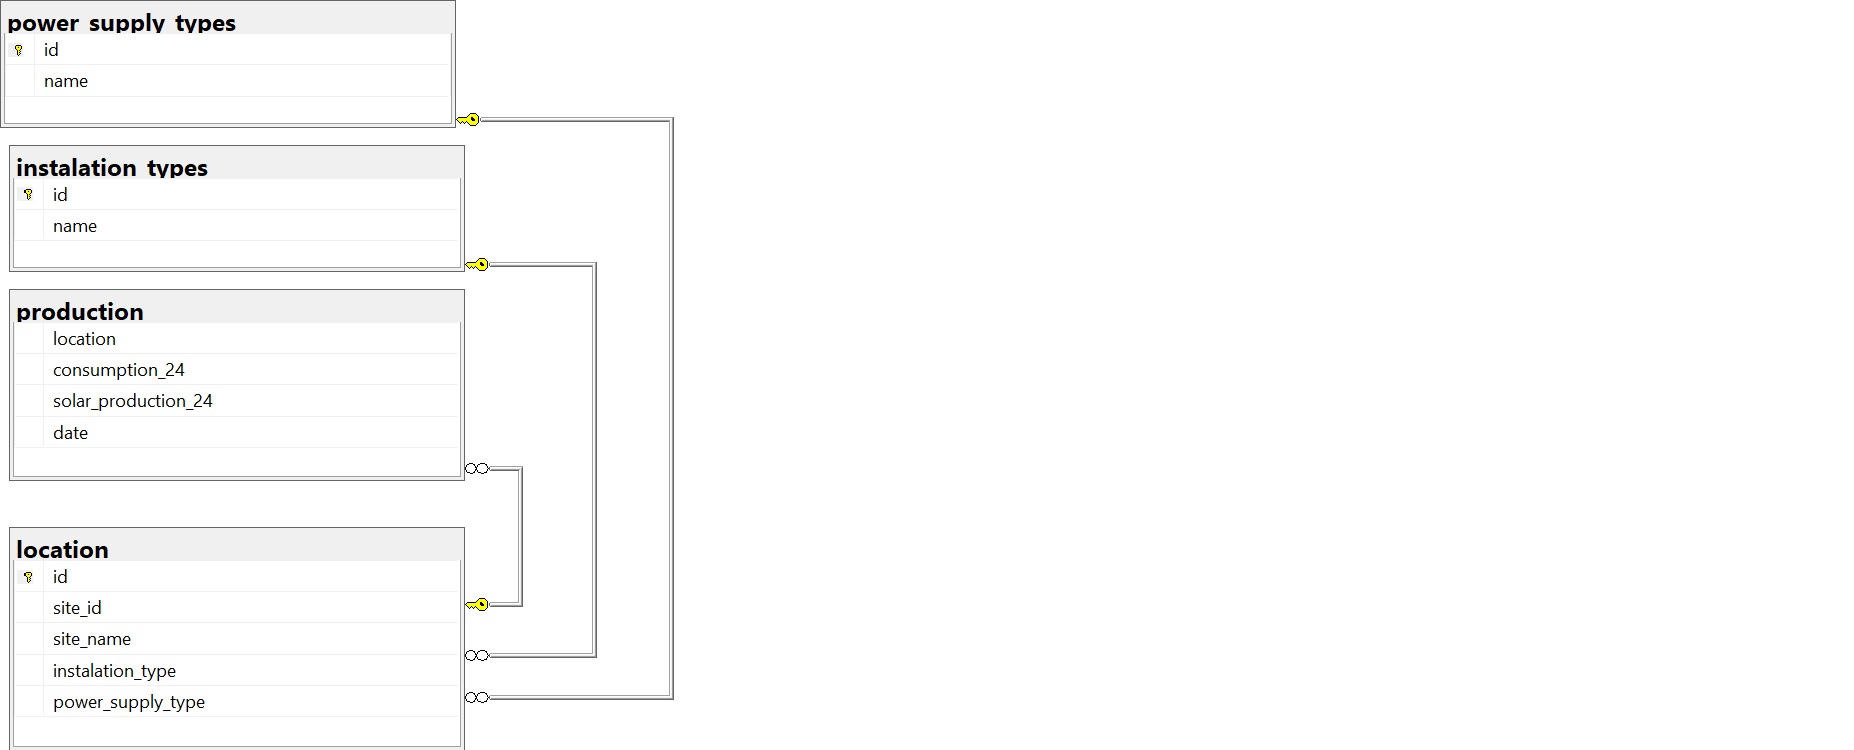 power_supply_types
id
name
instalation_types
id
name
production
location
consumption_24
solar_production_24
date
location
id
site_id
site_name
instalation_type
power_supply_type